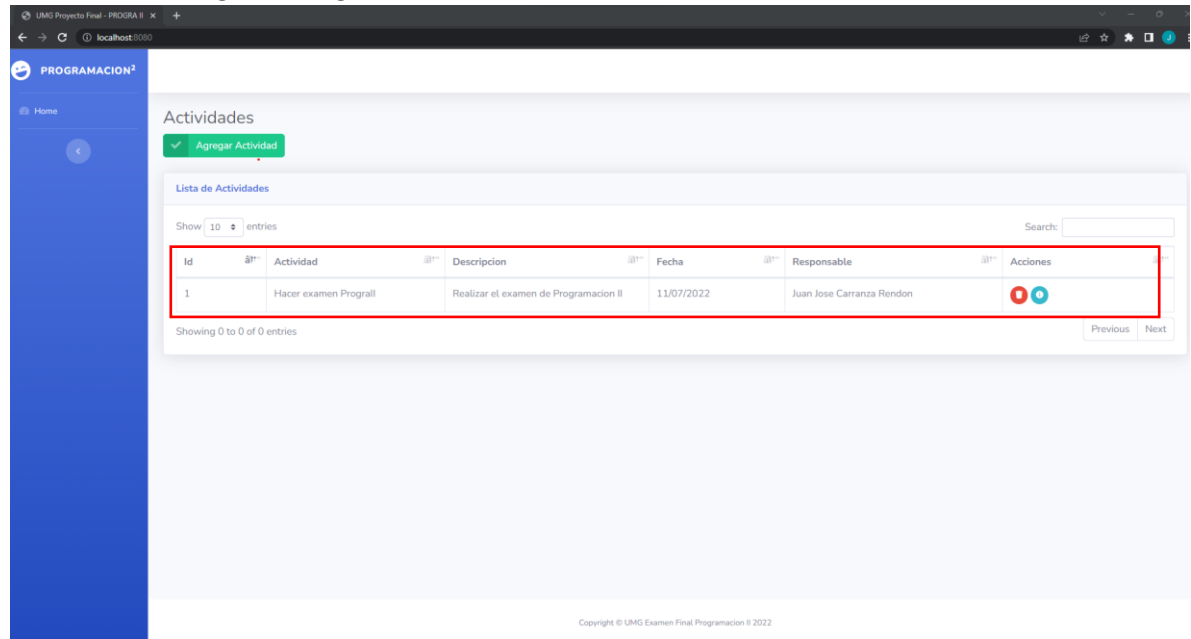 UMG Proyecto Final - PROGRA II
localhost:8080
PROGRAMACION²
Home
Actividades
Agregar Actividad
Lista de Actividades
Show 10 entries
Search:
Id Actividad Descripcion Fecha Responsable Acciones
1 Hacer examen PrograII Realizar el examen de Programacion II 11/07/2022 Juan Jose Carranza Rendon
Showing 0 to 0 of 0 entries
Previous Next
Copyright © UMG Examen Final Programacion II 2022